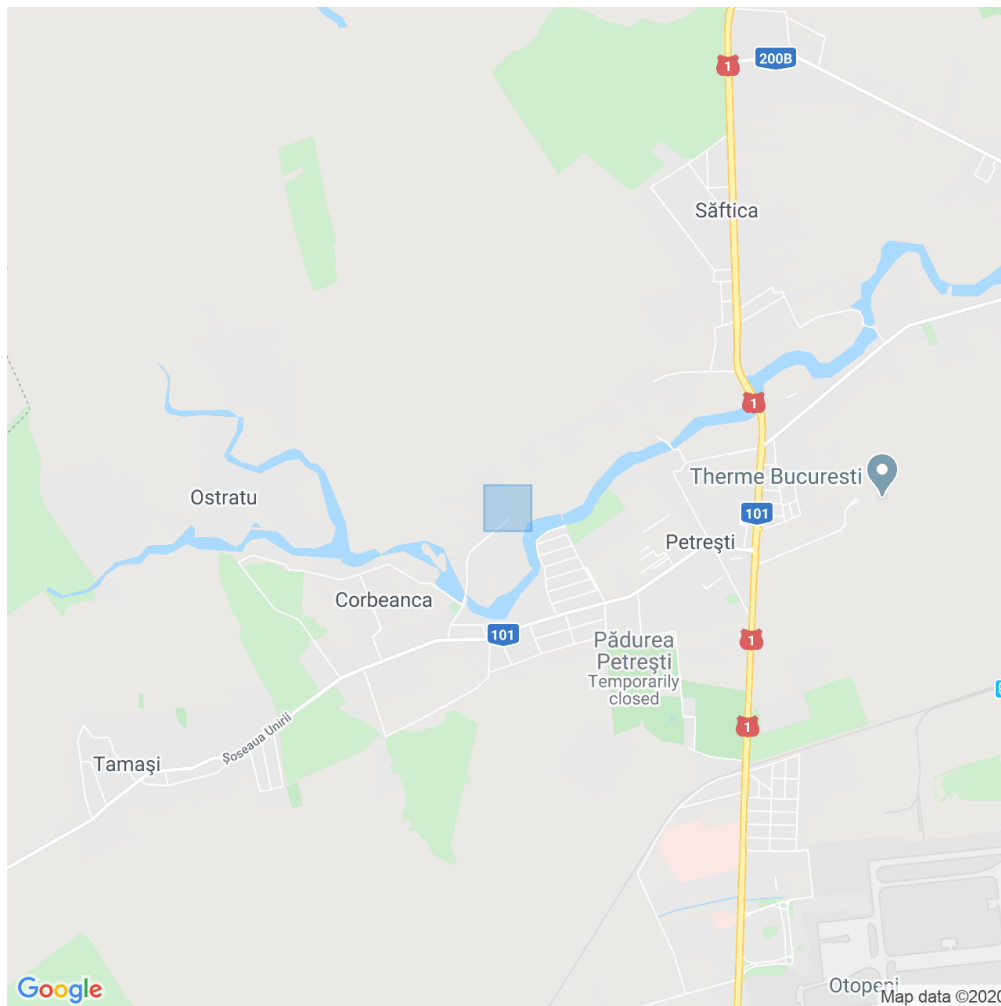 1
200B
Săftica
1
Therme Bucuresti
Ostratu
101
Petreşti
Corbeanca
101
1
Pădurea
Petreşti
Temporarily
closed
1
Şoseaua Unirii
Tamaşi
Google
Otopeni
Map data ©2020